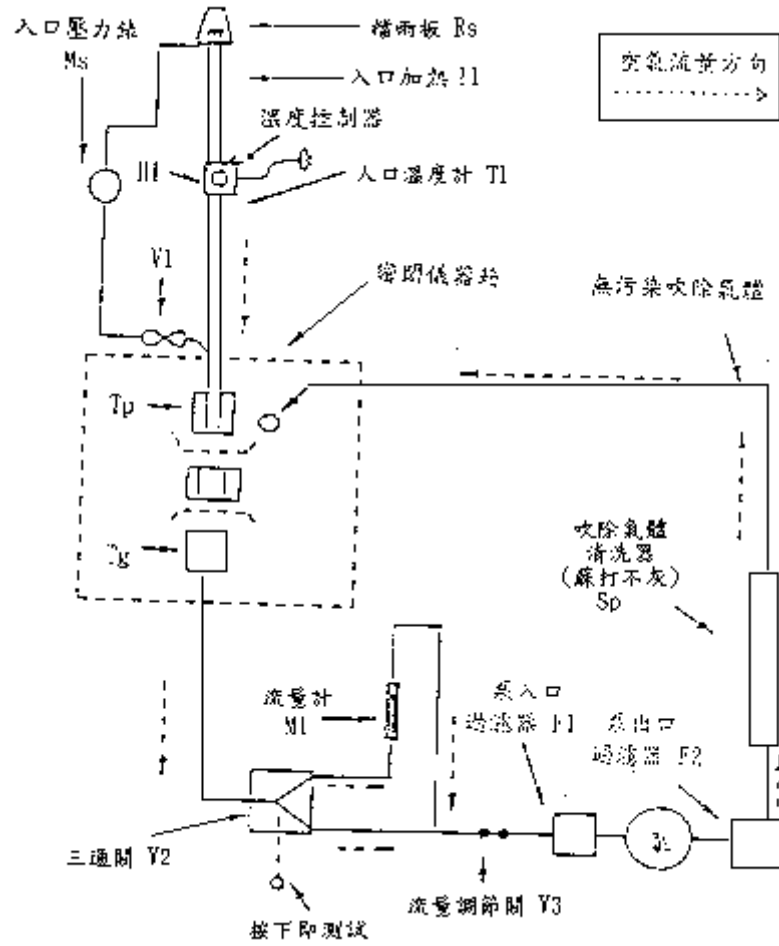 入口壓力錶
Ms
擋雨板 Rs
入口加熱
溫度控制器
空氣流量方向
入口溫度計 T1
V1
密閉儀器箱
無污染吹除氣體
Tp
吹除氣體
清洗器
(蘇打不灰)
Sp
流量計
M1
泵入口
過濾器 F1
泵出口
過濾器 F2
三通閥 V2
流量調節閥 V3
按下即測試